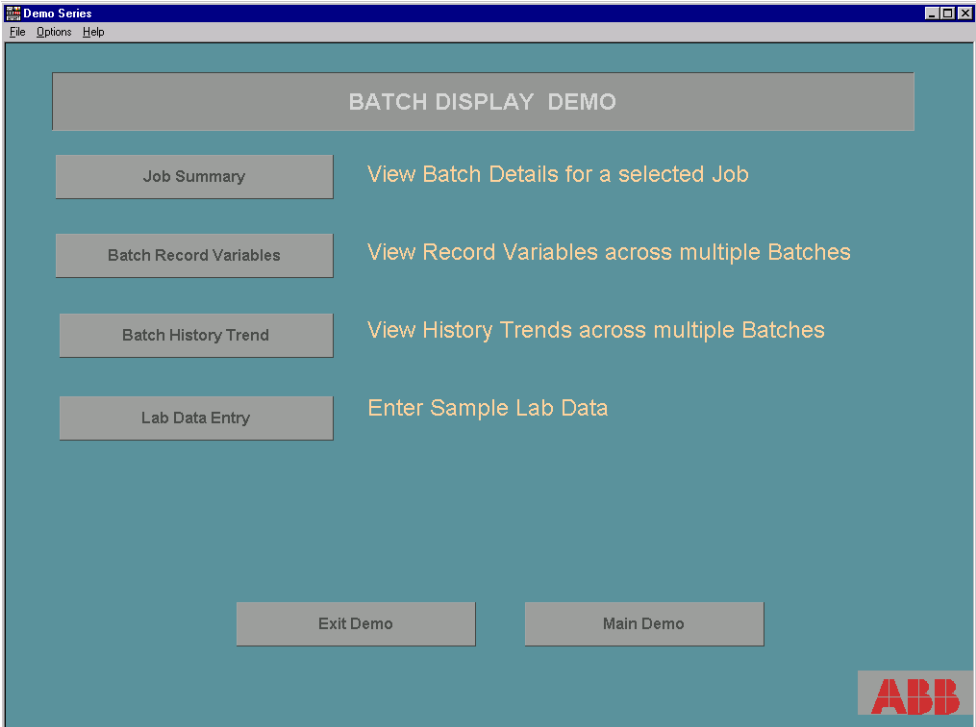 Demo Series
File Options Help
BATCH DISPLAY DEMO
Job Summary View Batch Details for a selected Job
Batch Record Variables View Record Variables across multiple Batches
Batch History Trend View History Trends across multiple Batches
Lab Data Entry Enter Sample Lab Data
Exit Demo Main Demo
ABB